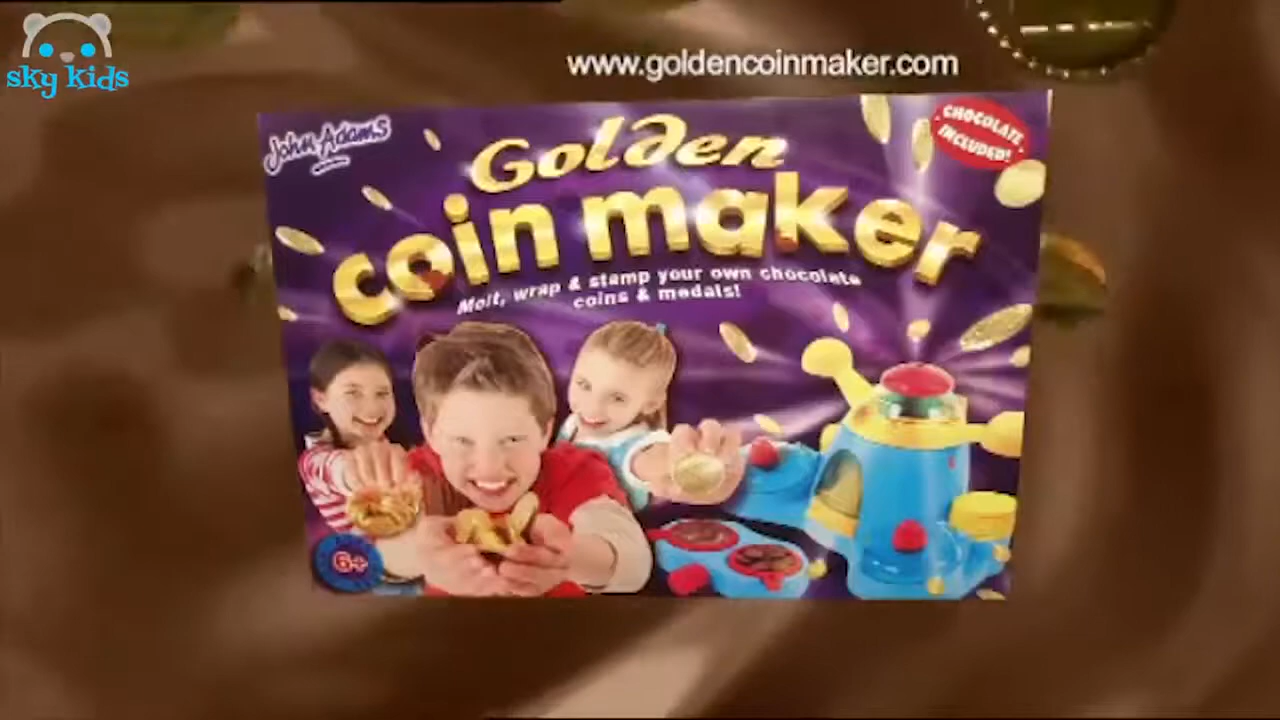 sky kids
www.goldencoinmaker.com
John Adams
CHOCOLATE
INCLUDED!
Golden
coin maker
Melt, wrap & stamp your own chocolate
coins & medals!
6+